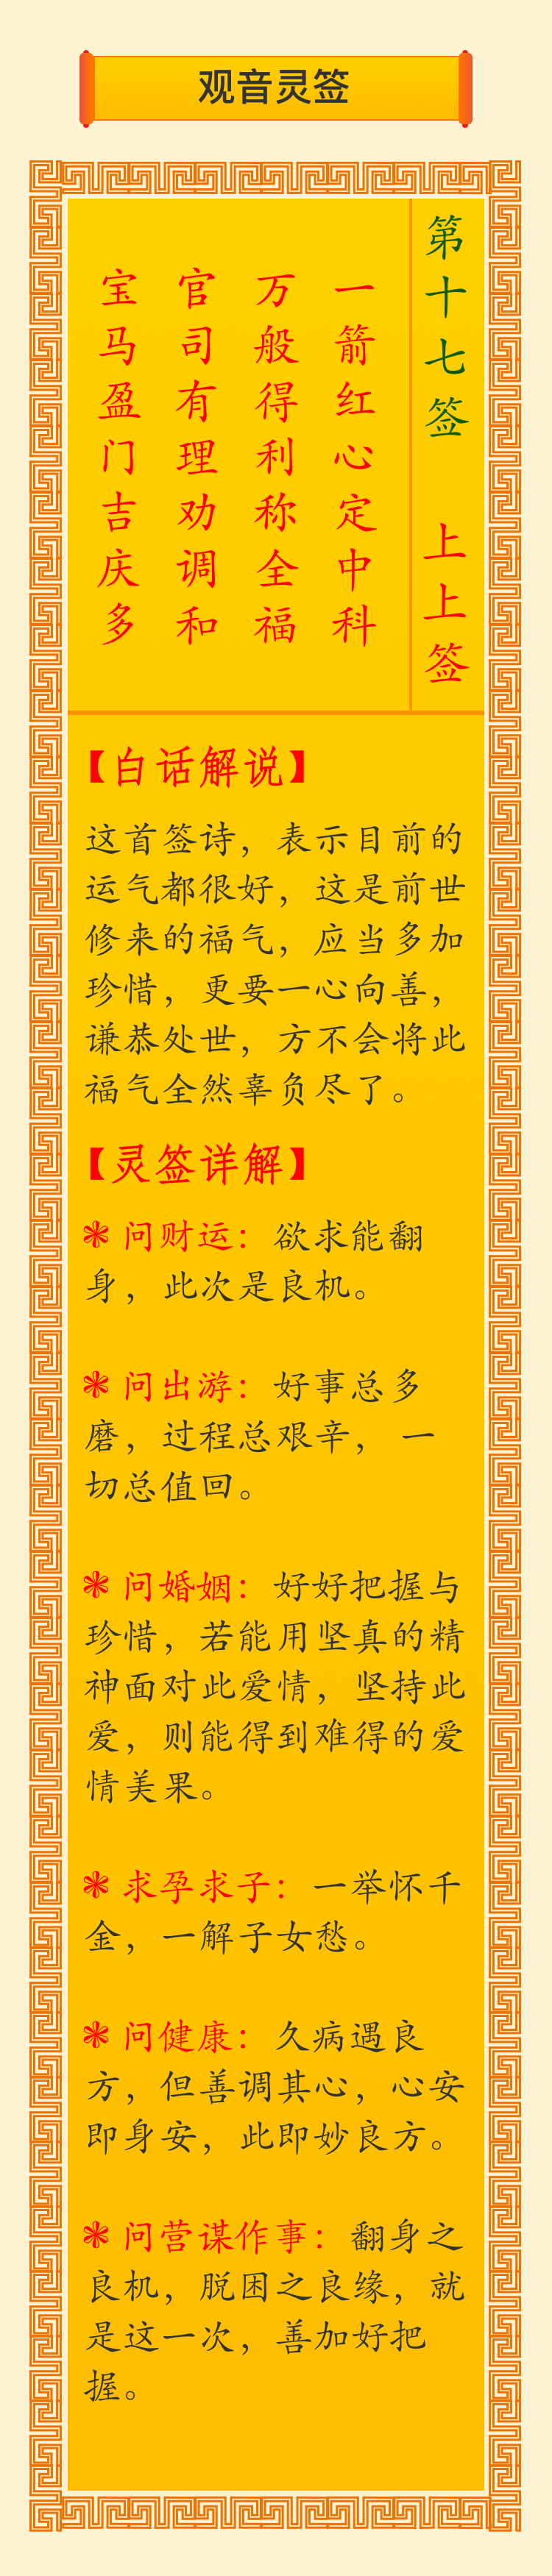 观音灵签
第十七签 上上签
一箭红心定中科
万般得利称全福
官司有理劝调和
宝马盈门吉庆多
【白话解说】
这首签诗，表示目前的
运气都很好，这是前世
修来的福气，应当多加
珍惜，更要一心向善，
谦恭处世，方不会将此
福气全然辜负尽了。
【灵签详解】
❃ 问财运：欲求能翻
身，此次是良机。
❃ 问出游：好事总多
磨，过程总艰辛， 一
切总值回。
❃ 问婚姻：好好把握与
珍惜，若能用坚真的精
神面对此爱情，坚持此
爱，则能得到难得的爱
情美果。
❃ 求孕求子：一举怀千
金，一解子女愁。
❃ 问健康：久病遇良
方，但善调其心，心安
即身安，此即妙良方。
❃ 问营谋作事：翻身之
良机，脱困之良缘，就
是这一次，善加好把
握。